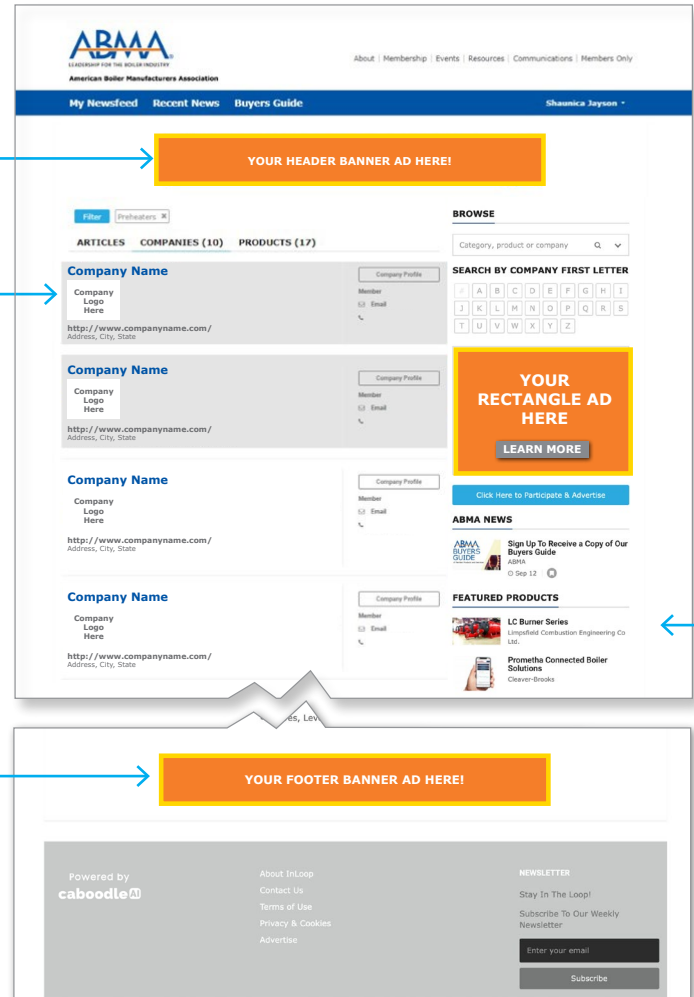 ABMA
LEADERSHIP FOR THE BOILER INDUSTRY
American Boiler Manufacturers Association
About | Membership | Events | Resources | Communications | Members Only
My Newsfeed Recent News Buyers Guide Shaunica Jayson
YOUR HEADER BANNER AD HERE!
Filter Preheaters X
ARTICLES COMPANIES (10) PRODUCTS (17)
Company Name
Company
Logo
Here
http://www.companyname.com/
Address, City, State
Company Profile
Member
Email
Company Name
Company
Logo
Here
http://www.companyname.com/
Address, City, State
Company Profile
Member
Email
Company Name
Company
Logo
Here
http://www.companyname.com/
Address, City, State
Company Profile
Member
Email
Company Name
Company
Logo
Here
http://www.companyname.com/
Address, City, State
Company Profile
Member
Email
BROWSE
Category, product or company
SEARCH BY COMPANY FIRST LETTER
# A B C D E F G H I
J K L M N O P Q R S
T U V W X Y Z
YOUR
RECTANGLE AD
HERE
LEARN MORE
Click Here to Participate & Advertise
ABMA NEWS
ABMA
BUYERS
GUIDE
Sign Up To Receive a Copy of Our
Buyers Guide
ABMA
Sep 12
FEATURED PRODUCTS
LC Burner Series
Limpsfield Combustion Engineering Co
Ltd.
Prometha Connected Boiler
Solutions
Cleaver-Brooks
YOUR FOOTER BANNER AD HERE!
Powered by
caboodle AI
About InLoop
Contact Us
Terms of Use
Privacy & Cookies
Advertise
NEWSLETTER
Stay In The Loop!
Subscribe To Our Weekly
Newsletter
Enter your email
Subscribe